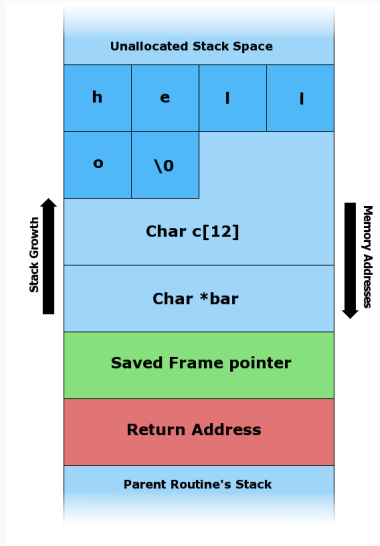 Unallocated Stack Space
h e l l
o \0
Char c[12]
Char *bar
Saved Frame pointer
Return Address
Parent Routine's Stack
Stack Growth
Memory Addresses